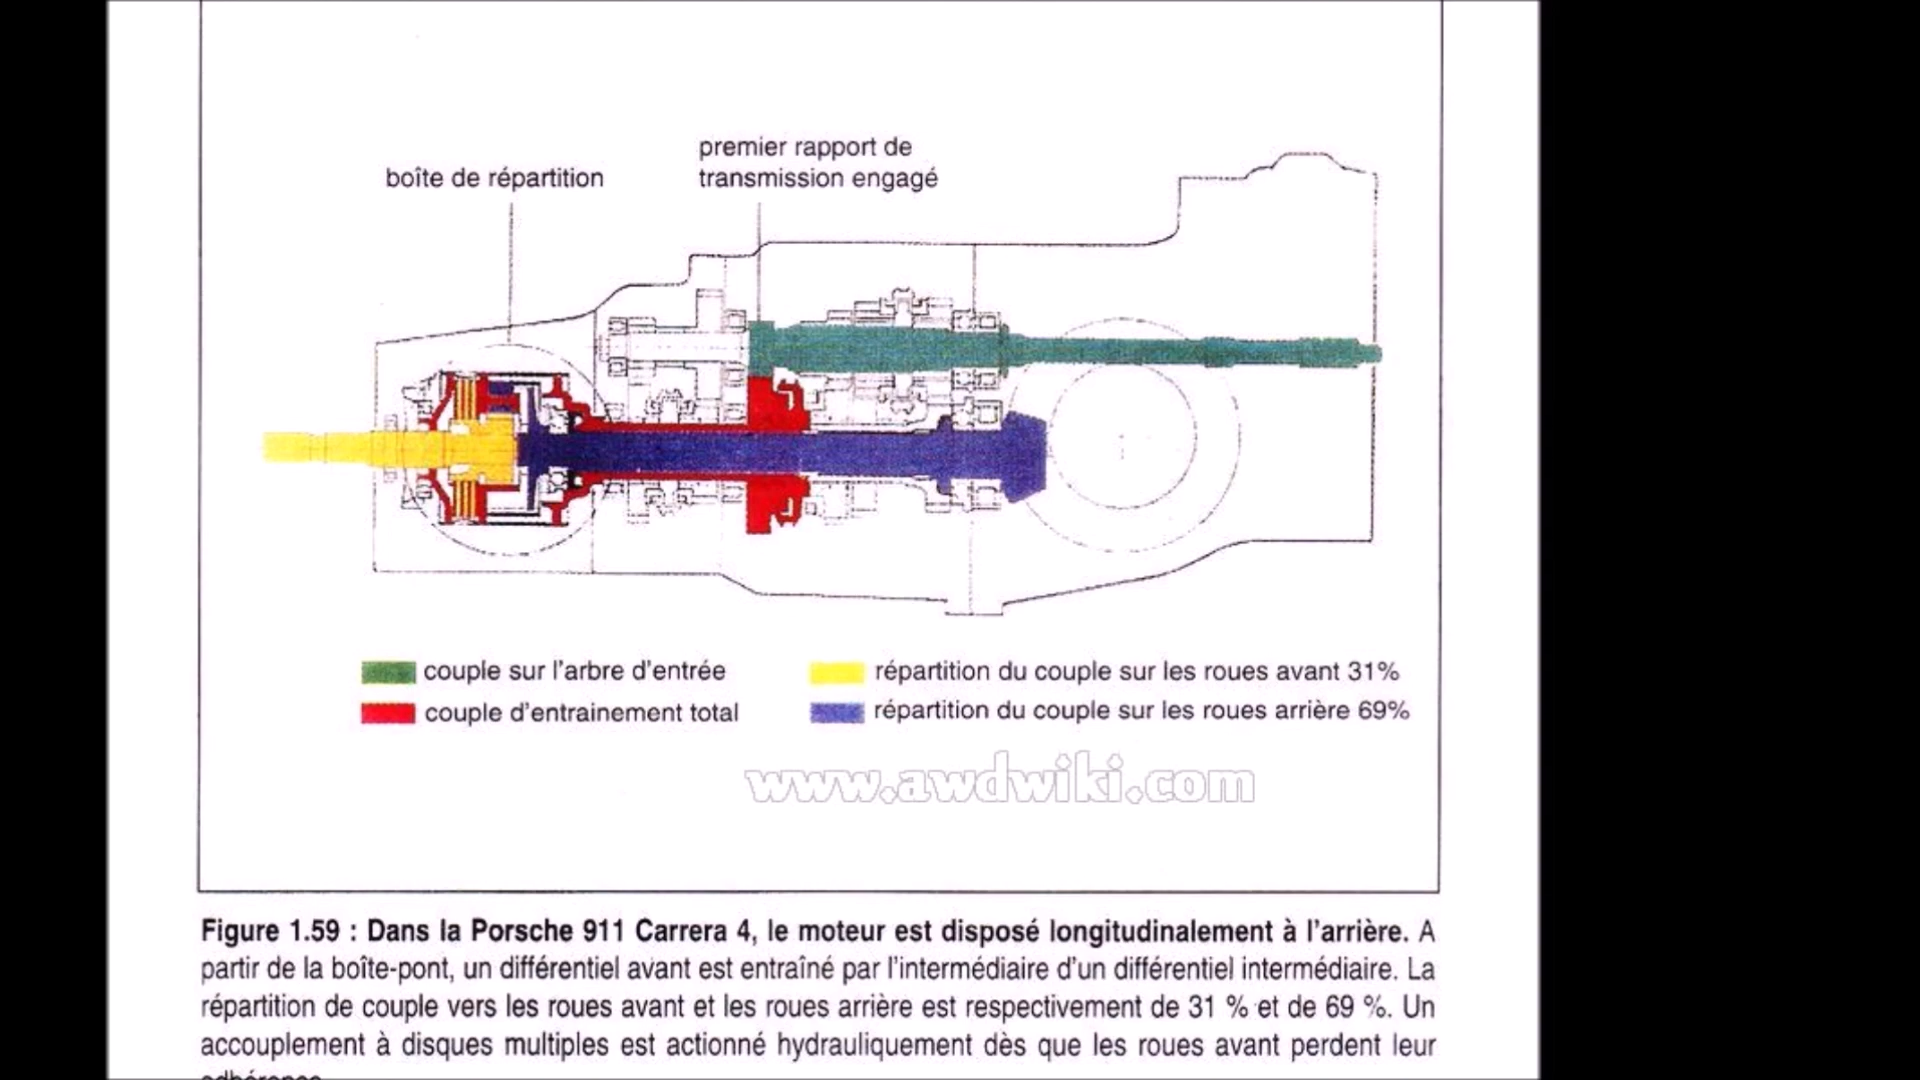 boîte de répartition
premier rapport de
transmission engagé
couple sur l'arbre d'entrée
couple d'entrainement total
répartition du couple sur les roues avant 31%
répartition du couple sur les roues arrière 69%
www.awdwiki.com
Figure 1.59 : Dans la Porsche 911 Carrera 4, le moteur est disposé longitudinalement à l'arrière. A
partir de la boîte-pont, un différentiel avant est entraîné par l'intermédiaire d'un différentiel intermédiaire. La
répartition de couple vers les roues avant et les roues arrière est respectivement de 31 % et de 69 %. Un
accouplement à disques multiples est actionné hydrauliquement dès que les roues avant perdent leur